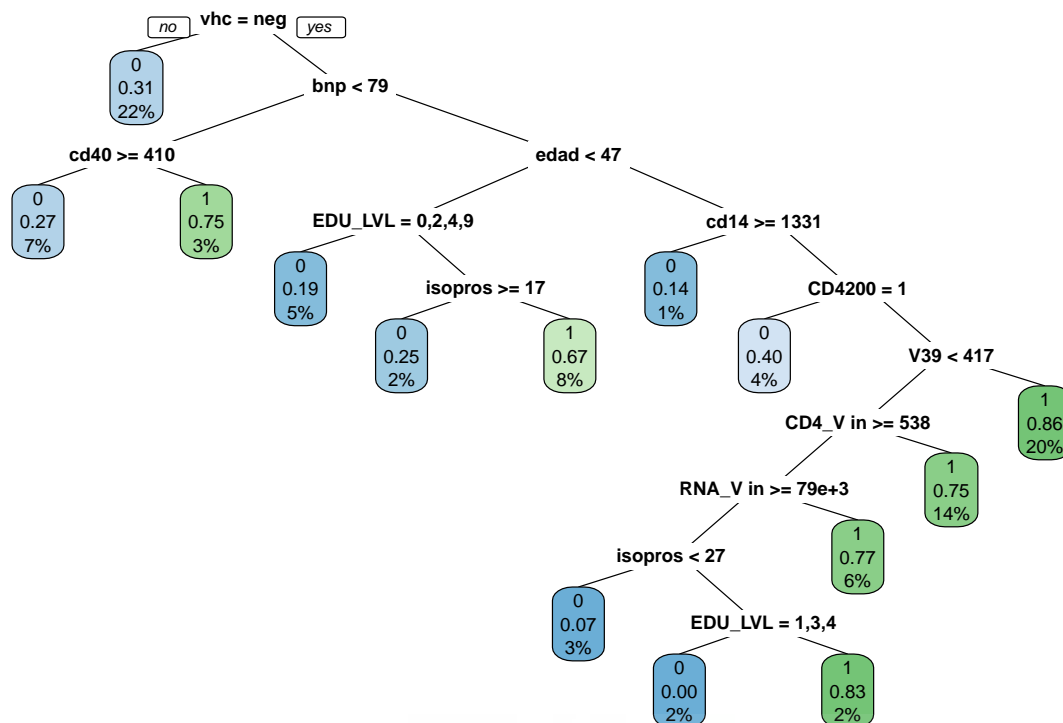 vhc = neg
no
yes
0
0.31
22%
bnp < 79
cd40 >= 410
edad < 47
0
0.27
7%
1
0.75
3%
EDU_LVL = 0,2,4,9
cd14 >= 1331
0
0.19
5%
isopros >= 17
0
0.14
1%
CD4200 = 1
0
0.25
2%
1
0.67
8%
0
0.40
4%
V39 < 417
1
0.86
20%
CD4_V in >= 538
1
0.75
14%
RNA_V in >= 79e+3
1
0.77
6%
isopros < 27
0
0.07
3%
EDU_LVL = 1,3,4
0
0.00
2%
1
0.83
2%